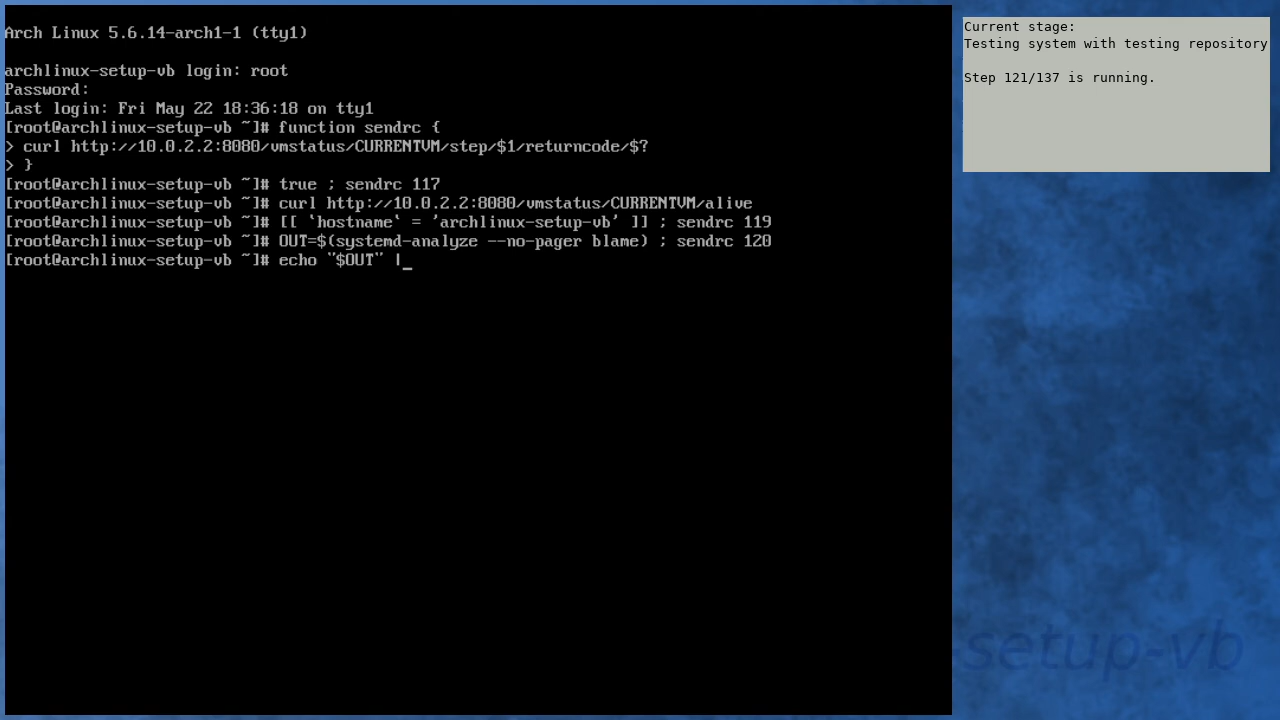 Arch Linux 5.6.14-arch1-1 (tty1)
archlinux-setup-vb login: root
Password:
Last login: Fri May 22 18:36:18 on tty1
[root@archlinux-setup-vb ~]# function sendrc {
> curl http://10.0.2.2:8080/vmstatus/CURRENTVM/step/$1/returncode/$?
> }
[root@archlinux-setup-vb ~]# true ; sendrc 117
[root@archlinux-setup-vb ~]# curl http://10.0.2.2:8080/vmstatus/CURRENTVM/alive
[root@archlinux-setup-vb ~]# [[ `hostname` = 'archlinux-setup-vb' ]] ; sendrc 119
[root@archlinux-setup-vb ~]# OUT=$(systemd-analyze --no-pager blame) ; sendrc 120
[root@archlinux-setup-vb ~]# echo "$OUT" |_
Current stage:
Testing system with testing repository
Step 121/137 is running.
-setup-vb